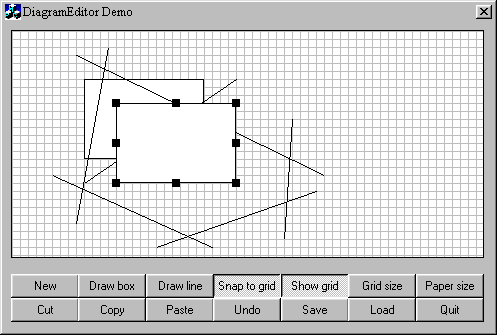 DiagramEditor Demo
New Draw box Draw line Snap to grid Show grid Grid size Paper size
Cut Copy Paste Undo Save Load Quit